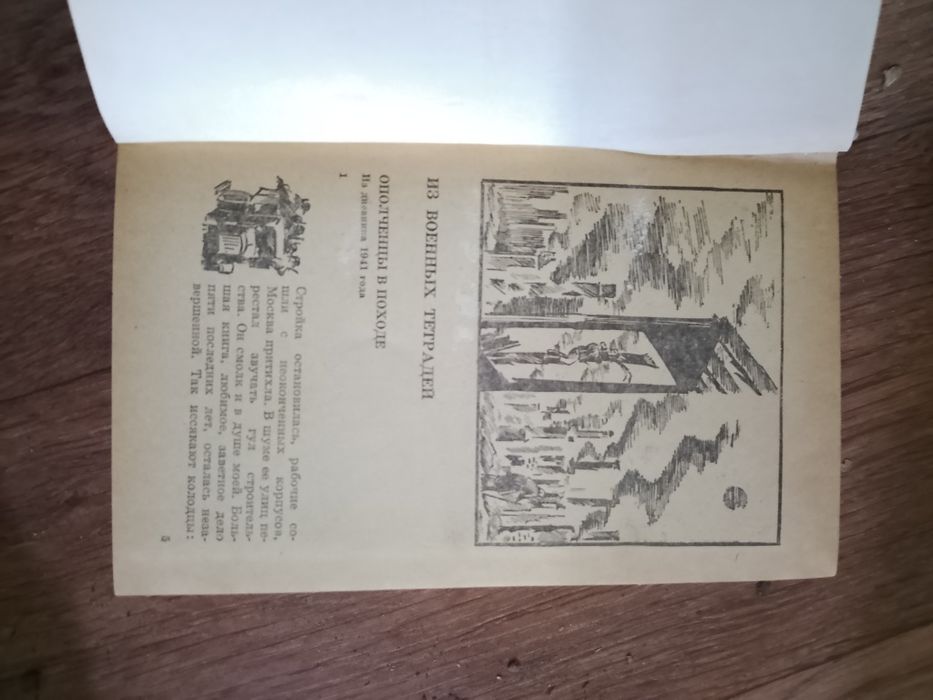 ИЗ ВОЕННЫХ ТЕТРАДЕЙ
ОПОЛЧЕНЦЫ В ПОХОДЕ
Из дневника 1941 года
1
Стройка остановилась, рабочие со-
шли с неоконченных корпусов,
Москва притихла. В шуме ее улиц пе-
рестал звучать гул строитель-
ства. Он смолк и в душе моей. Боль-
шая книга, любимое, заветное дело
пяти последних лет, осталась неза-
вершенной. Так иссякают колодцы:
5